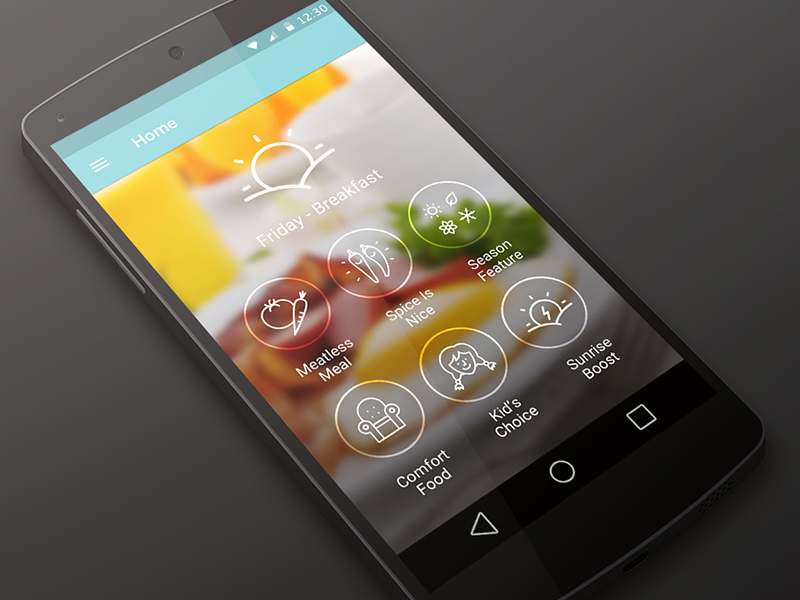 12:30
Home
Friday - Breakfast
Meatless
Meal
Spice Is
Nice
Season
Feature
Comfort
Food
Kid's
Choice
Sunrise
Boost